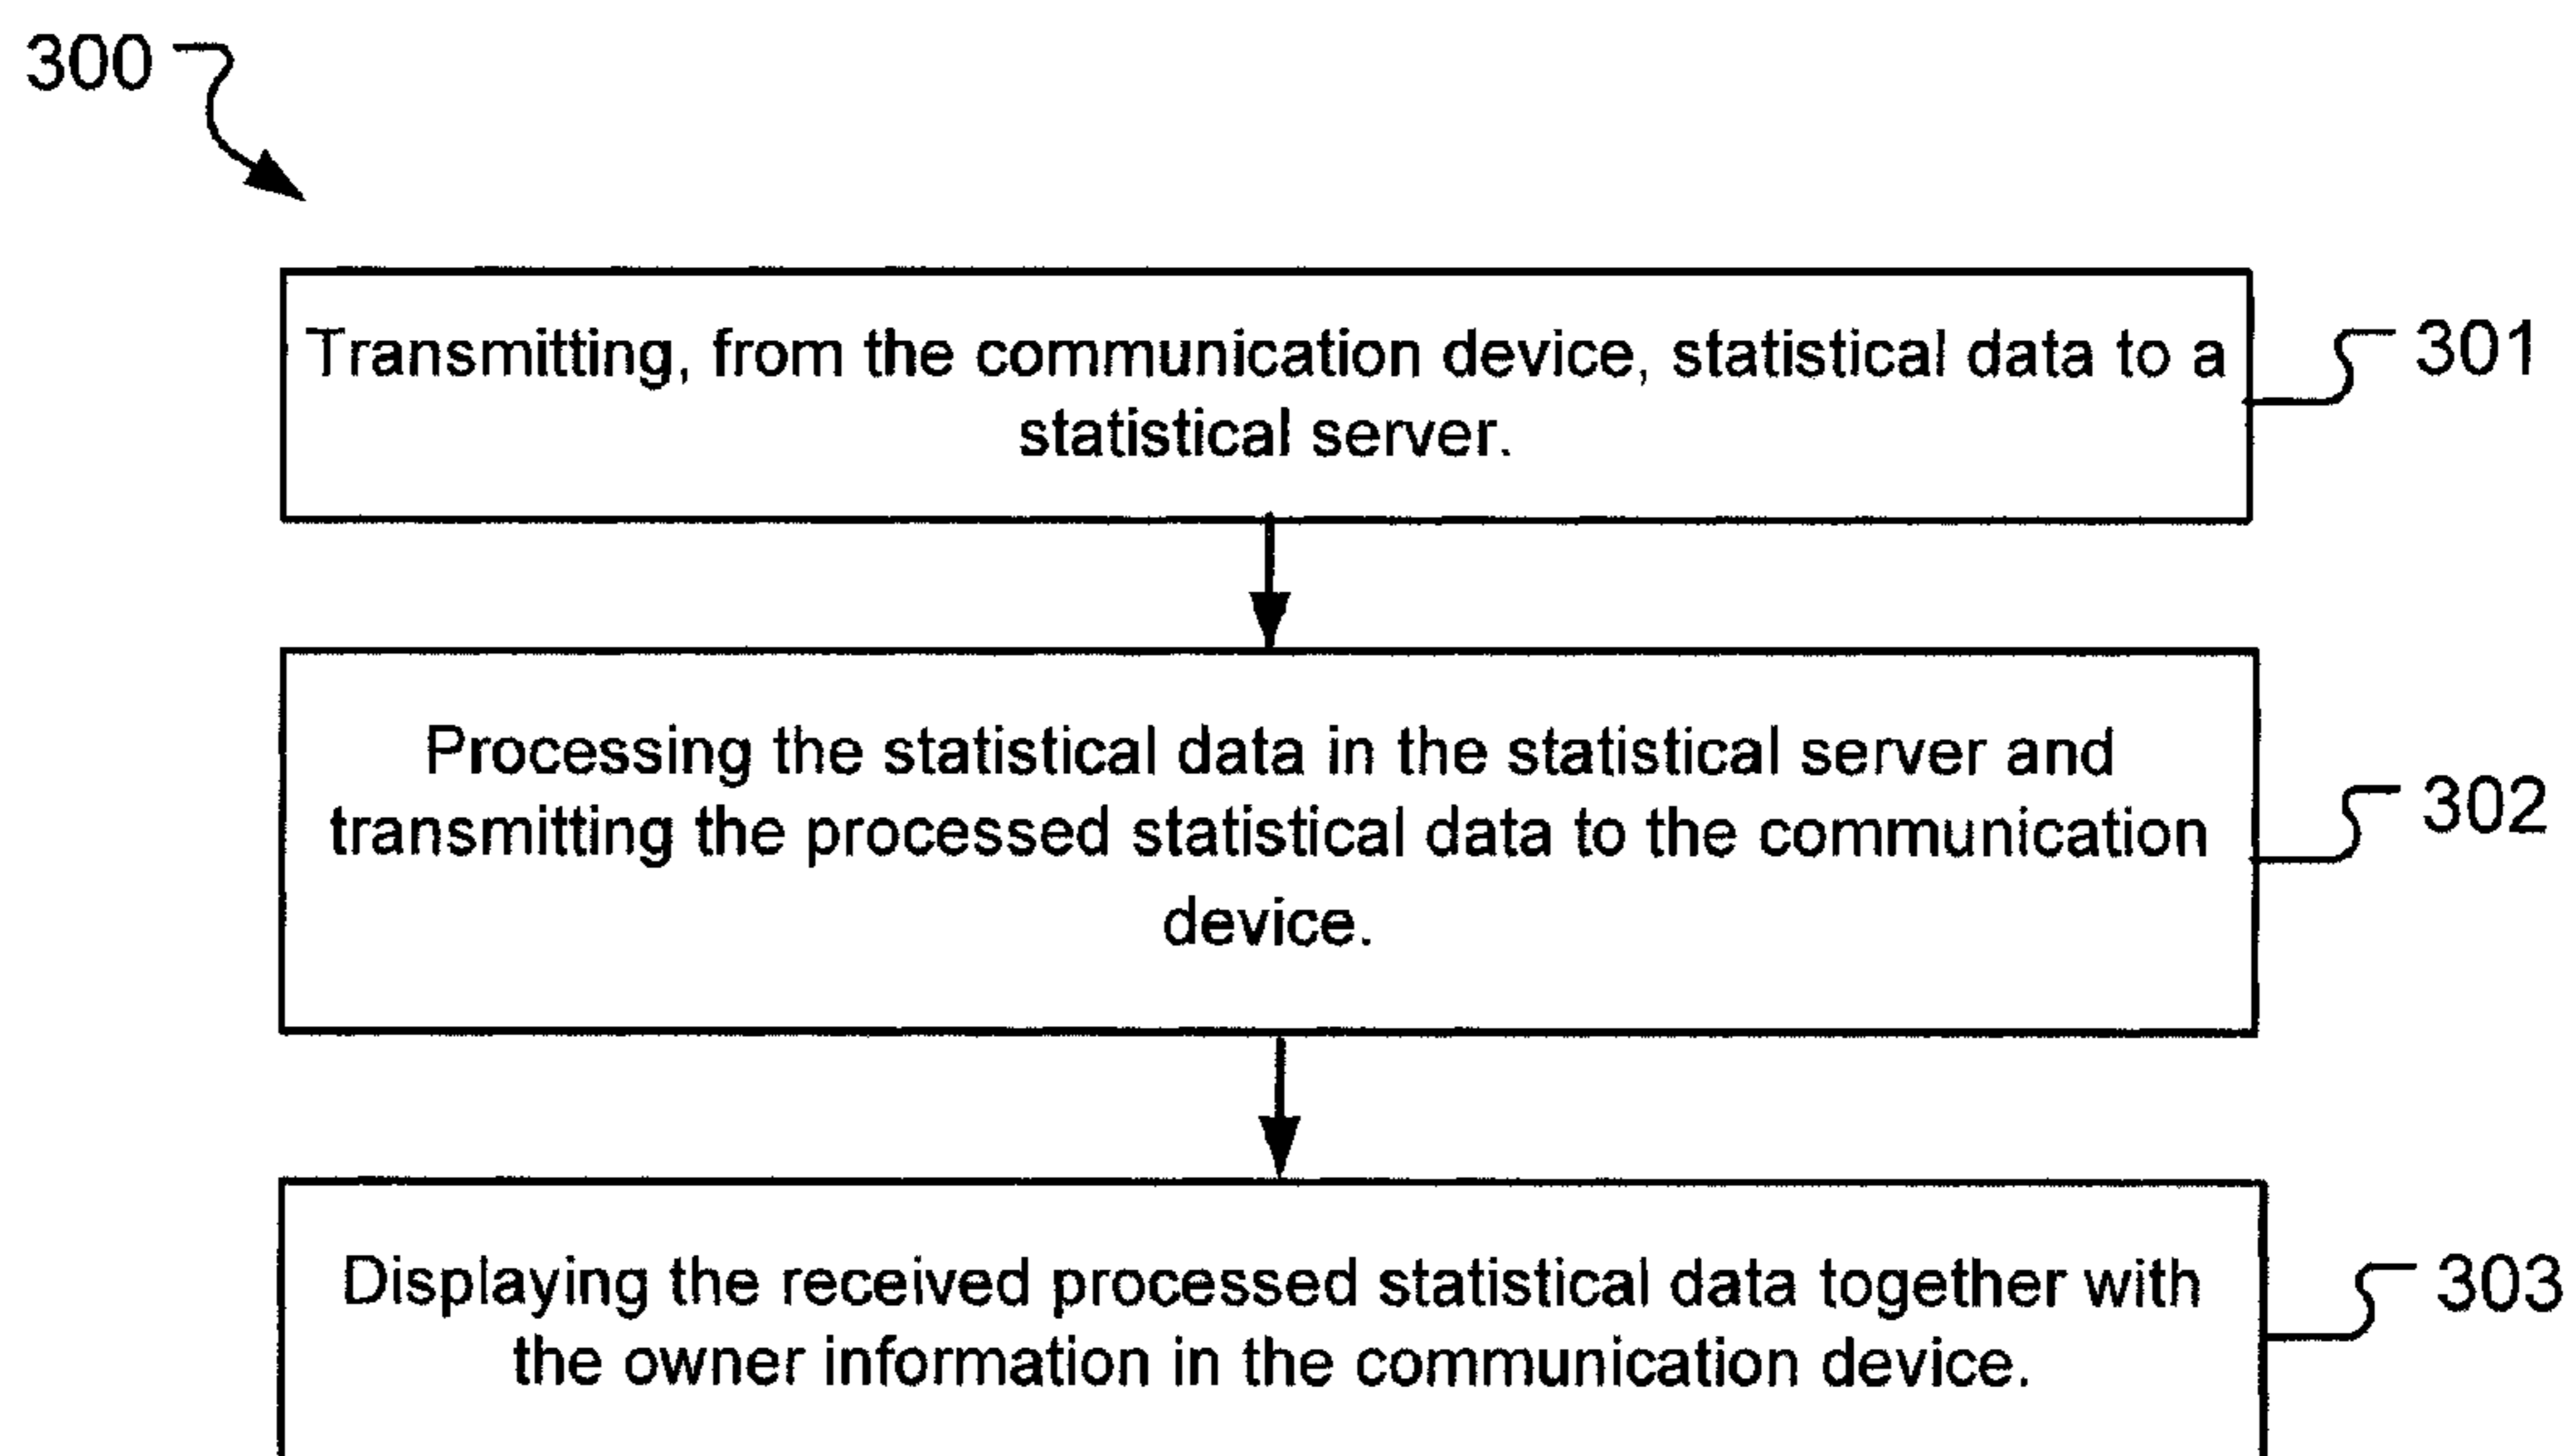 300
Transmitting, from the communication device, statistical data to a
statistical server.
301
Processing the statistical data in the statistical server and
transmitting the processed statistical data to the communication
device.
302
Displaying the received processed statistical data together with
the owner information in the communication device.
303